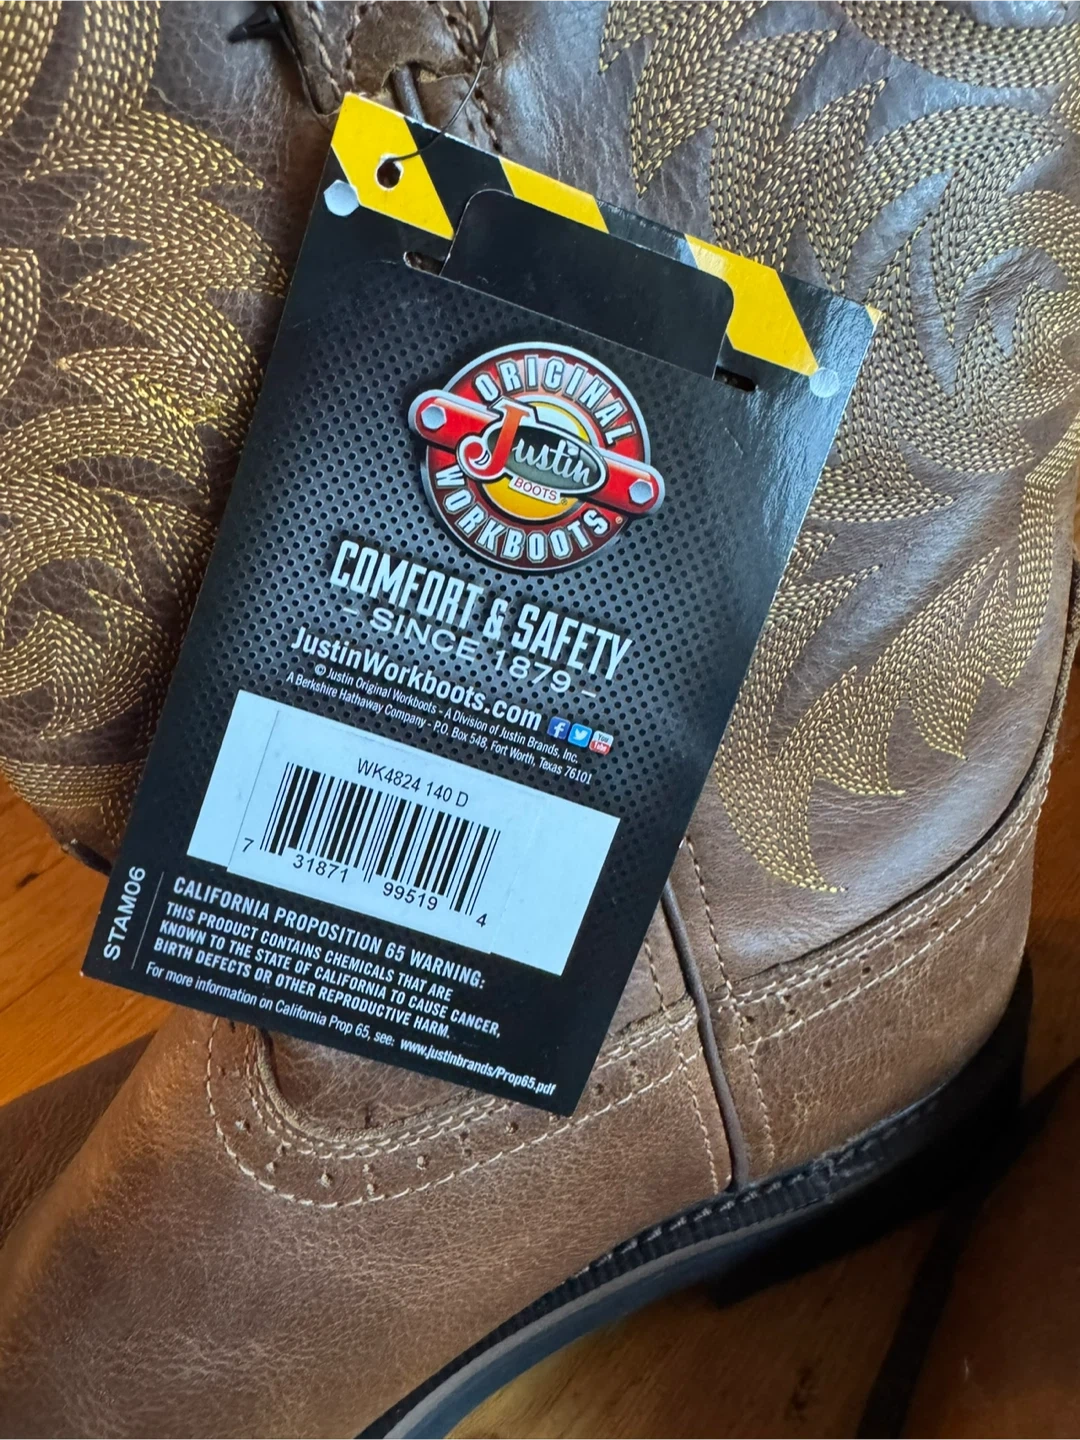 ORIGINAL
Justin
BOOTS®
WORKBOOTS®
COMFORT & SAFETY
- SINCE 1879 -
JustinWorkboots.com
© Justin Original Workboots - A Division of Justin Brands, Inc.
A Berkshire Hathaway Company - P.O. Box 548, Fort Worth, Texas 76101
WK4824 140 D
7 31871 99519 4
STAM06
CALIFORNIA PROPOSITION 65 WARNING:
THIS PRODUCT CONTAINS CHEMICALS THAT ARE
KNOWN TO THE STATE OF CALIFORNIA TO CAUSE CANCER,
BIRTH DEFECTS OR OTHER REPRODUCTIVE HARM.
For more information on California Prop 65, see: www.justinbrands/Prop65.pdf